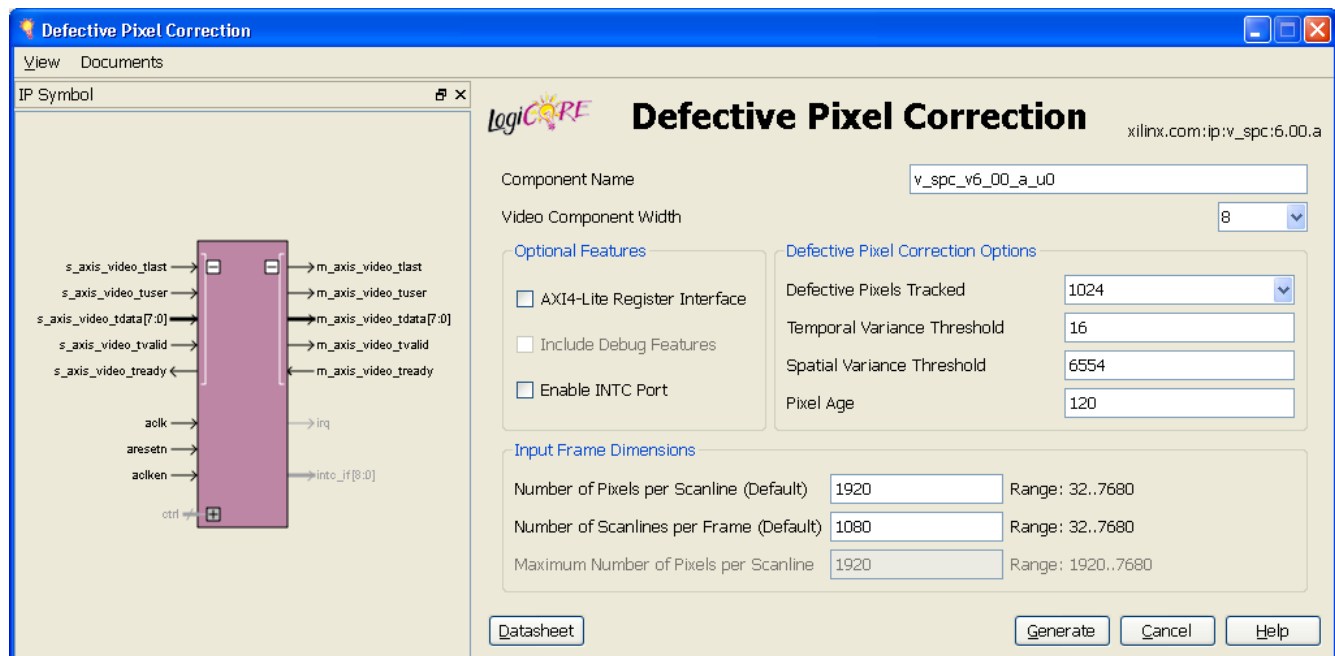 Defective Pixel Correction
View Documents
IP Symbol
s_axis_video_tlast
s_axis_video_tuser
s_axis_video_tdata[7:0]
s_axis_video_tvalid
s_axis_video_tready
aclk
aresetn
aclken
ctrl
m_axis_video_tlast
m_axis_video_tuser
m_axis_video_tdata[7:0]
m_axis_video_tvalid
m_axis_video_tready
irq
intc_if[8:0]
LogiCORE
Defective Pixel Correction
xilinx.com:ip:v_spc:6.00.a
Component Name v_spc_v6_00_a_u0
Video Component Width 8
Optional Features
AXI4-Lite Register Interface
Include Debug Features
Enable INTC Port
Defective Pixel Correction Options
Defective Pixels Tracked 1024
Temporal Variance Threshold 16
Spatial Variance Threshold 6554
Pixel Age 120
Input Frame Dimensions
Number of Pixels per Scanline (Default) 1920 Range: 32..7680
Number of Scanlines per Frame (Default) 1080 Range: 32..7680
Maximum Number of Pixels per Scanline 1920 Range: 1920..7680
Datasheet Generate Cancel Help